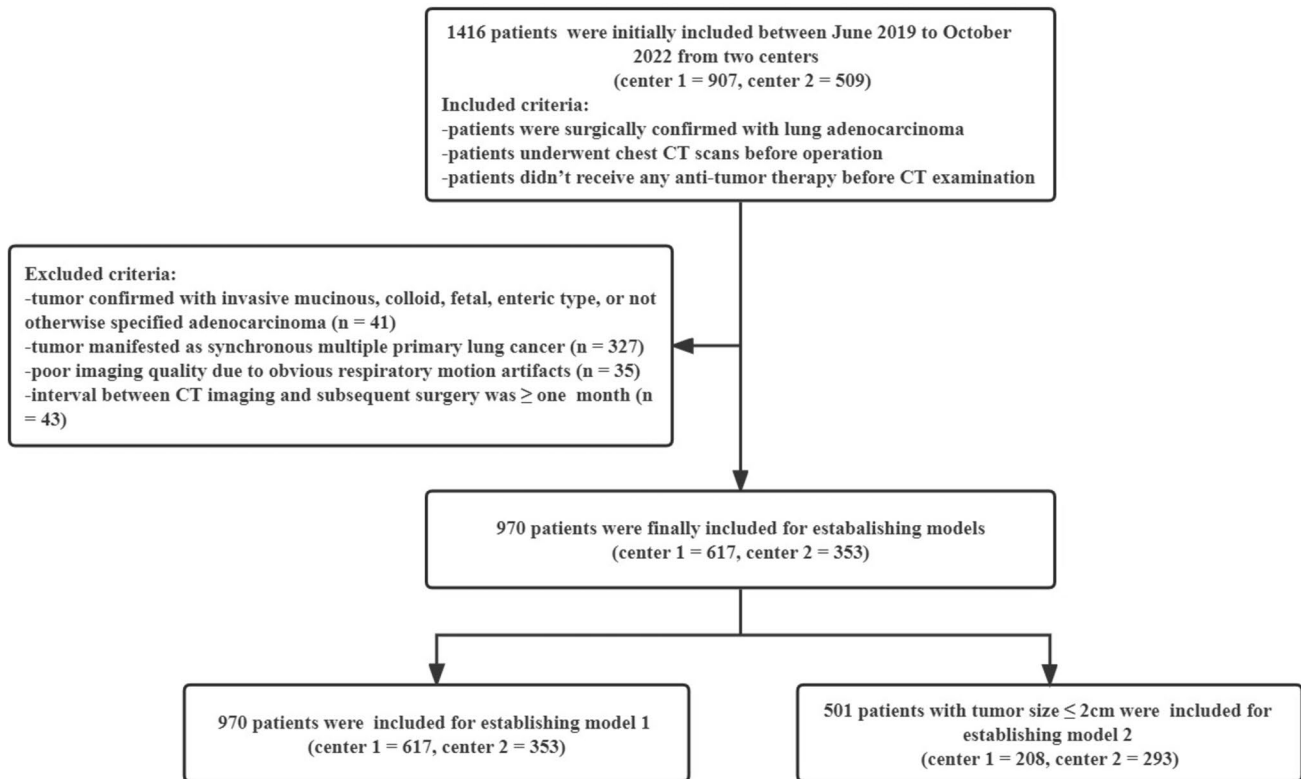 1416 patients were initially included between June 2019 to October
2022 from two centers
(center 1 = 907, center 2 = 509)
Included criteria:
-patients were surgically confirmed with lung adenocarcinoma
-patients underwent chest CT scans before operation
-patients didn't receive any anti-tumor therapy before CT examination
Excluded criteria:
-tumor confirmed with invasive mucinous, colloid, fetal, enteric type, or not
otherwise specified adenocarcinoma (n = 41)
-tumor manifested as synchronous multiple primary lung cancer (n = 327)
-poor imaging quality due to obvious respiratory motion artifacts (n = 35)
-interval between CT imaging and subsequent surgery was ≥ one month (n
= 43)
970 patients were finally included for estabalishing models
(center 1 = 617, center 2 = 353)
970 patients were included for establishing model 1
(center 1 = 617, center 2 = 353)
501 patients with tumor size ≤ 2cm were included for
establishing model 2
(center 1 = 208, center 2 = 293)